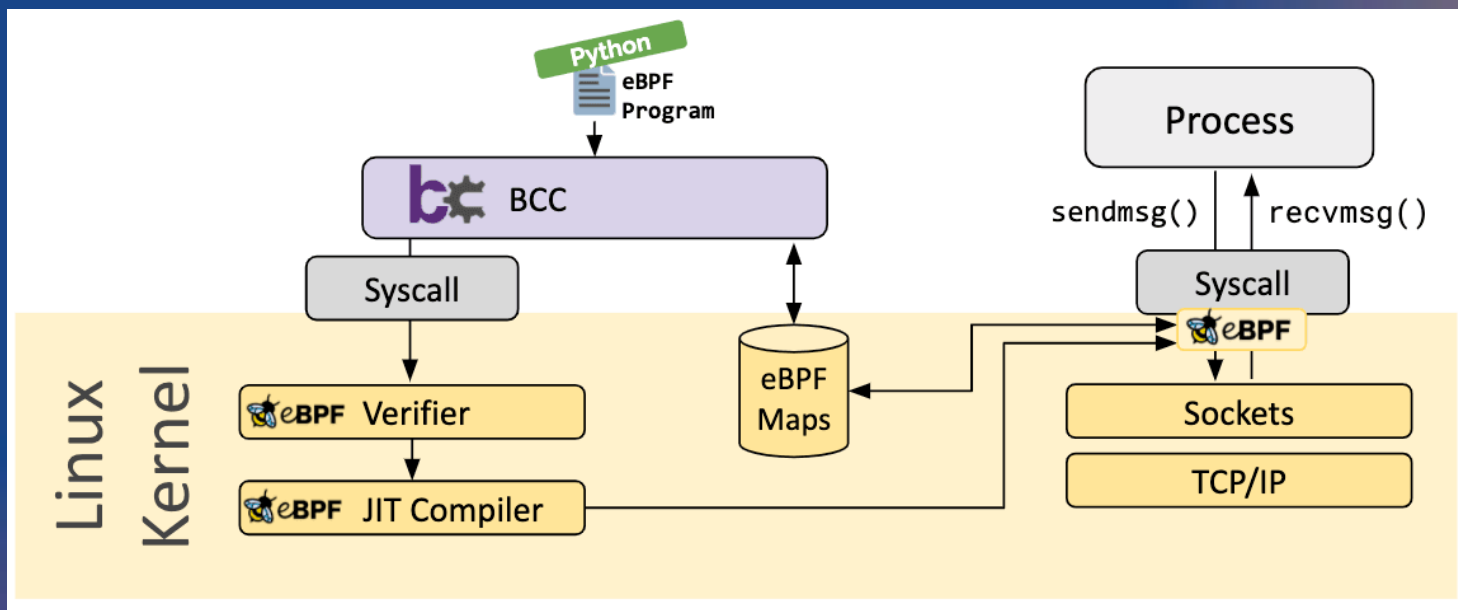 Python
eBPF
Program
bc BCC
Process
sendmsg()
recvmsg()
Syscall
Syscall
eBPF
Linux
Kernel
eBPF Verifier
eBPF
Maps
Sockets
TCP/IP
eBPF JIT Compiler